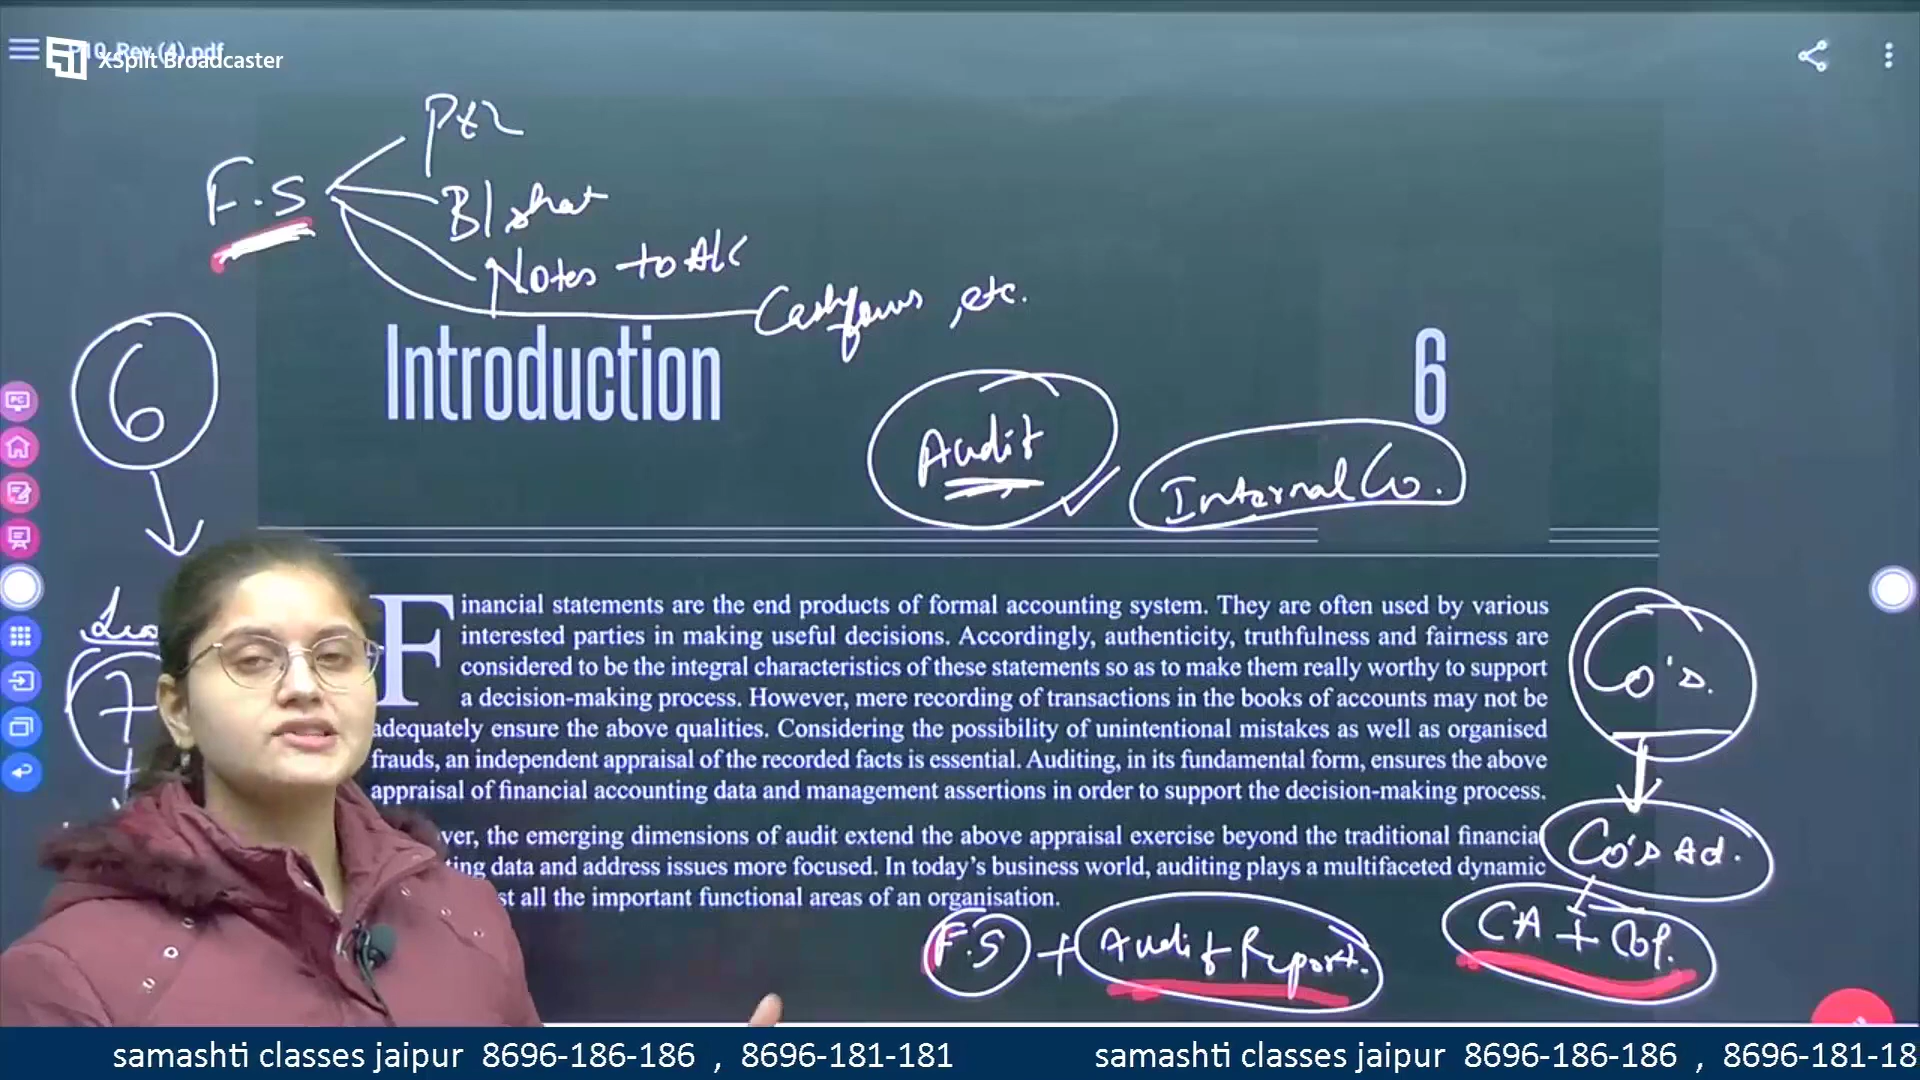 P10_Rev (4).pdf
XSplit Broadcaster
P&L
F.S
B/sheet
Notes to A/c
Cashflows, etc.
Introduction
6
6
Audit
Internal Co.
Financial statements are the end products of formal accounting system. They are often used by various
interested parties in making useful decisions. Accordingly, authenticity, truthfulness and fairness are
considered to be the integral characteristics of these statements so as to make them really worthy to support
a decision-making process. However, mere recording of transactions in the books of accounts may not be
adequately ensure the above qualities. Considering the possibility of unintentional mistakes as well as organised
frauds, an independent appraisal of the recorded facts is essential. Auditing, in its fundamental form, ensures the above
appraisal of financial accounting data and management assertions in order to support the decision-making process.
ver, the emerging dimensions of audit extend the above appraisal exercise beyond the traditional financia
ing data and address issues more focused. In today's business world, auditing plays a multifaceted dynamic
st all the important functional areas of an organisation.
7
Co's.
Co's Ad.
CA +
F.S + Audit Report.
samashti classes jaipur 8696-186-186 , 8696-181-181
samashti classes jaipur 8696-186-186 , 8696-181-18